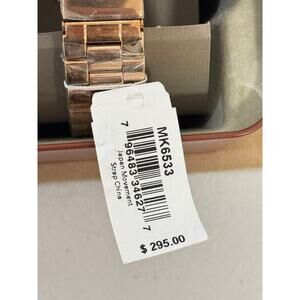 MK6533
7 96483 34627 7
Japan Movement
Strap China
$ 295.00